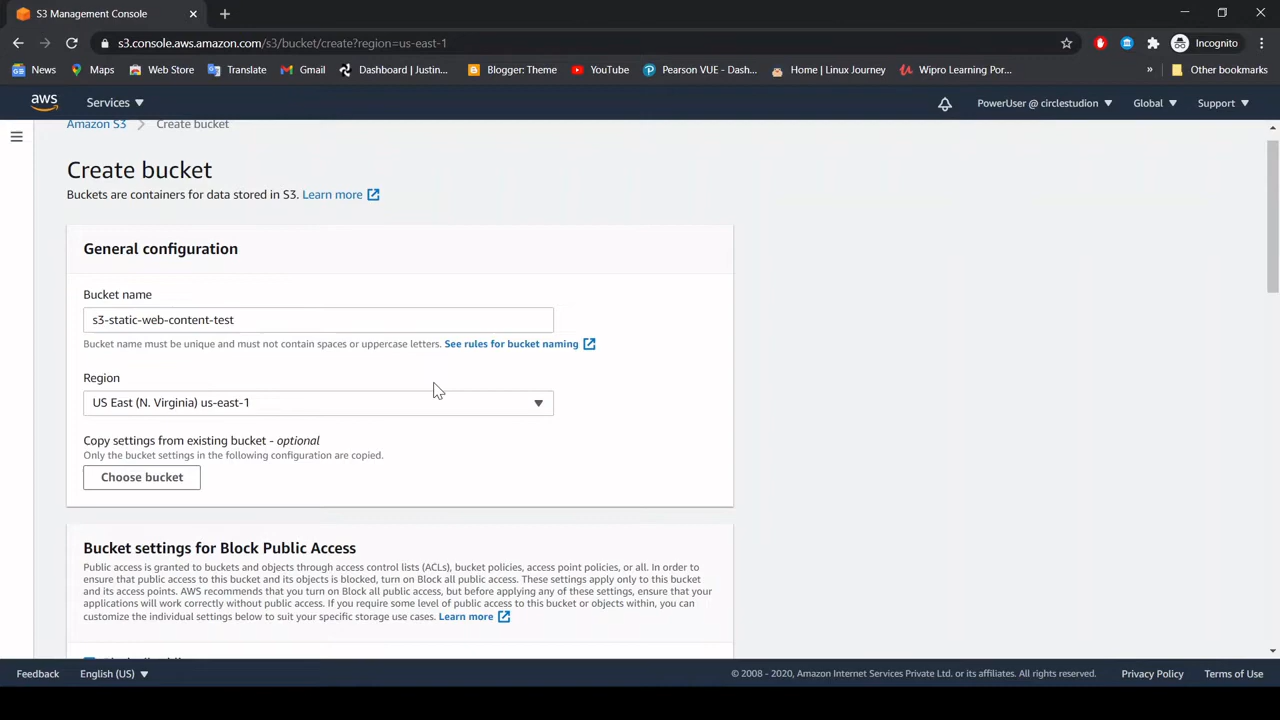 S3 Management Console
s3.console.aws.amazon.com/s3/bucket/create?region=us-east-1
Incognito
News
Maps
Web Store
Translate
Gmail
Dashboard | Justin...
Blogger: Theme
YouTube
Pearson VUE - Dash...
Home | Linux Journey
Wipro Learning Por...
»
Other bookmarks
aws
Services
PowerUser @ circlestudion
Global
Support
Amazon S3 > Create bucket
Create bucket
Buckets are containers for data stored in S3. Learn more
General configuration
Bucket name
s3-static-web-content-test
Bucket name must be unique and must not contain spaces or uppercase letters. See rules for bucket naming
Region
US East (N. Virginia) us-east-1
Copy settings from existing bucket - optional
Only the bucket settings in the following configuration are copied.
Choose bucket
Bucket settings for Block Public Access
Public access is granted to buckets and objects through access control lists (ACLs), bucket policies, access point policies, or all. In order to
ensure that public access to this bucket and its objects is blocked, turn on Block all public access. These settings apply only to this bucket
and its access points. AWS recommends that you turn on Block all public access, but before applying any of these settings, ensure that your
applications will work correctly without public access. If you require some level of public access to this bucket or objects within, you can
customize the individual settings below to suit your specific storage use cases. Learn more
Feedback
English (US)
© 2008 - 2020, Amazon Internet Services Private Ltd. or its affiliates. All rights reserved.
Privacy Policy
Terms of Use